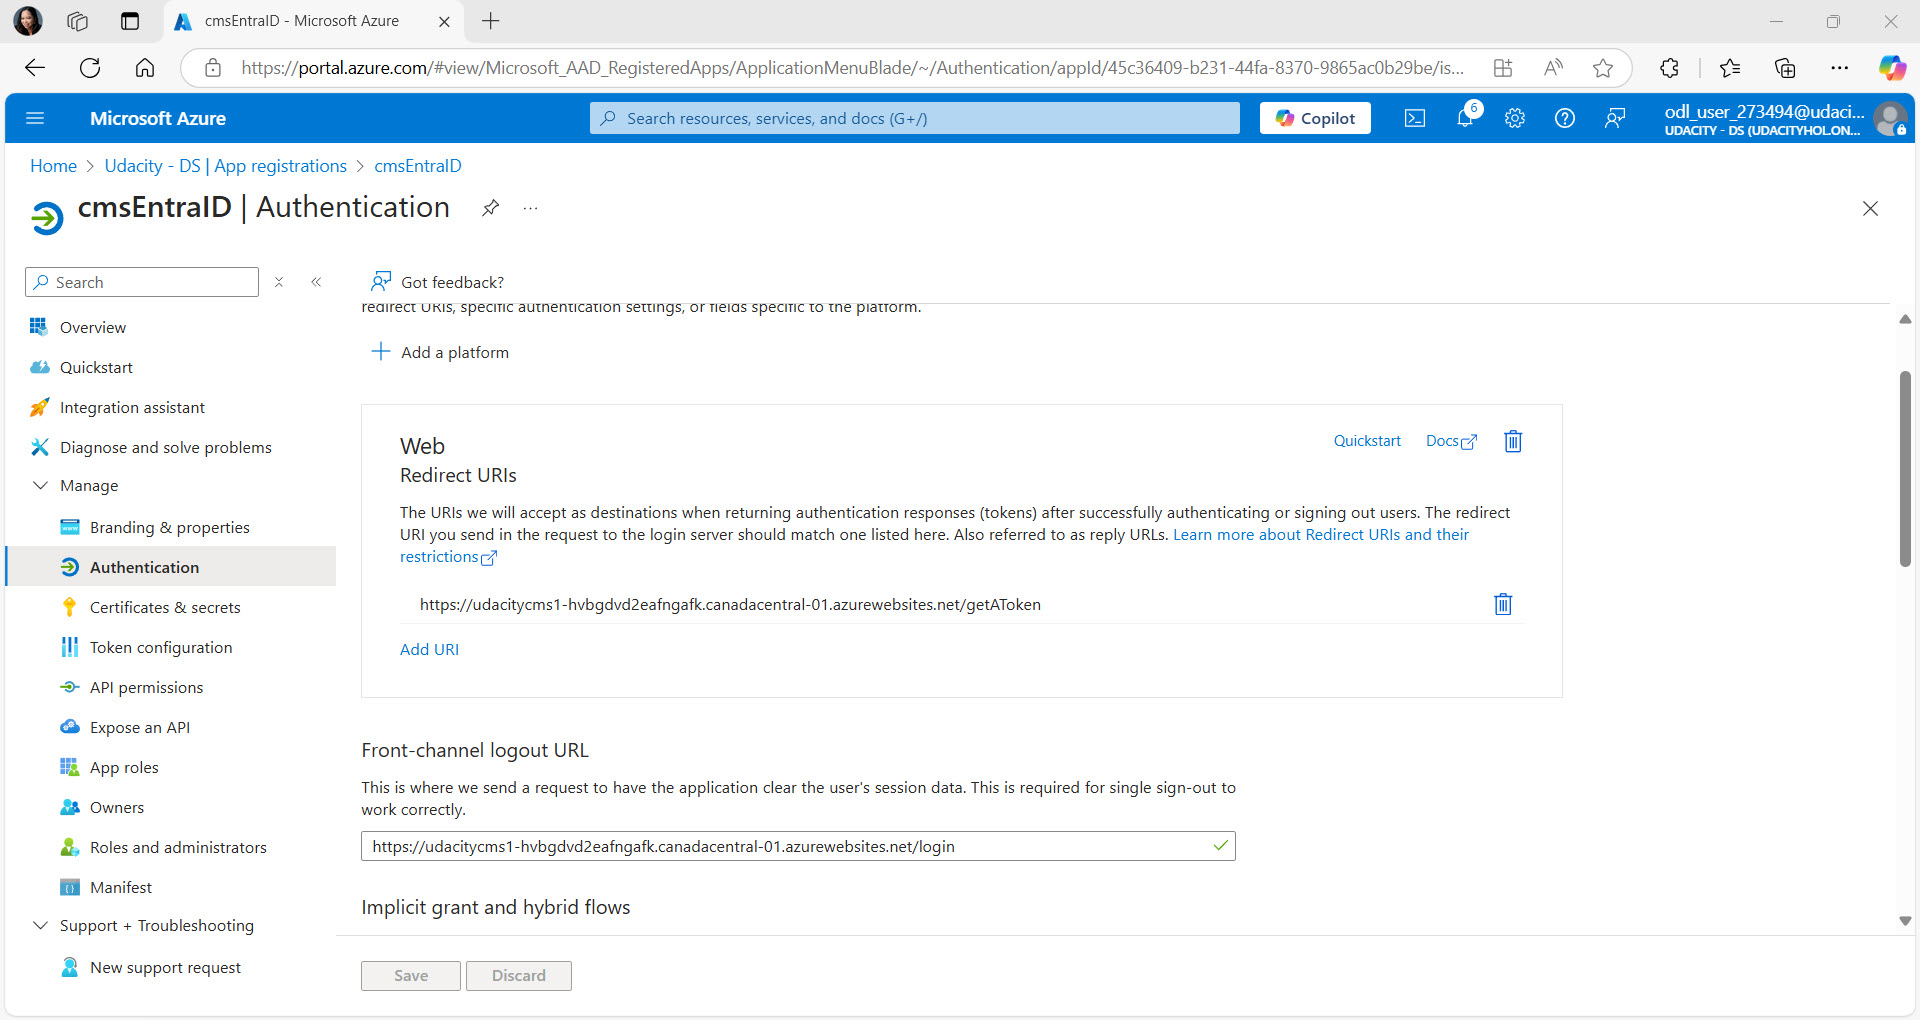 cmsEntraID - Microsoft Azure
https://portal.azure.com/#view/Microsoft_AAD_RegisteredApps/ApplicationMenuBlade/~/Authentication/appId/45c36409-b231-44fa-8370-9865ac0b29be/is...
Microsoft Azure
Search resources, services, and docs (G+/)
Copilot
6
odl_user_273494@udaci...
UDACITY - DS (UDACITYHOL.ON...
Home > Udacity - DS | App registrations > cmsEntraID
cmsEntraID | Authentication
Search
Got feedback?
redirect URIs, specific authentication settings, or fields specific to the platform.
Overview
Quickstart
Integration assistant
Diagnose and solve problems
Manage
Branding & properties
Authentication
Certificates & secrets
Token configuration
API permissions
Expose an API
App roles
Owners
Roles and administrators
Manifest
Support + Troubleshooting
New support request
Add a platform
Web
Quickstart
Docs
Redirect URIs
The URIs we will accept as destinations when returning authentication responses (tokens) after successfully authenticating or signing out users. The redirect
URI you send in the request to the login server should match one listed here. Also referred to as reply URLs. Learn more about Redirect URIs and their
restrictions
https://udacitycms1-hvbgdvd2eafngafk.canadacentral-01.azurewebsites.net/getAToken
Add URI
Front-channel logout URL
This is where we send a request to have the application clear the user's session data. This is required for single sign-out to
work correctly.
https://udacitycms1-hvbgdvd2eafngafk.canadacentral-01.azurewebsites.net/login
Implicit grant and hybrid flows
Save
Discard